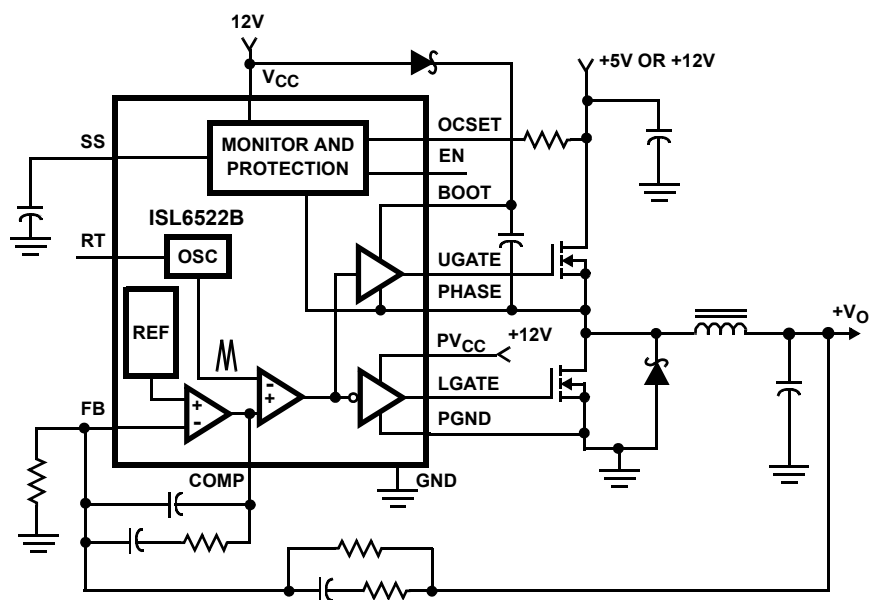 12V
VCC
+5V OR +12V
SS
MONITOR AND
PROTECTION
OCSET
EN
BOOT
ISL6522B
RT
OSC
UGATE
PHASE
REF
+VO
PVCC
+12V
LGATE
FB
+
-
-
+
PGND
COMP
GND